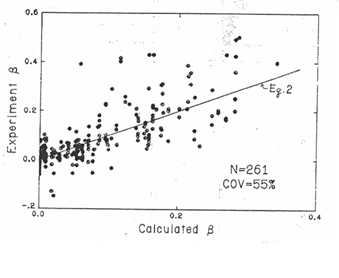 0.6
0.4
0.2
0.0
-.2
Experiment β
Eq.2
N=261
COV=55%
0.0
0.2
0.4
Calculated β